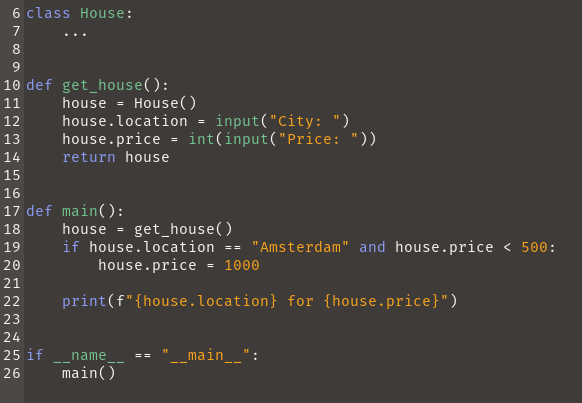 6 class House:
7     ...
8
9
10 def get_house():
11     house = House()
12     house.location = input("City: ")
13     house.price = int(input("Price: "))
14     return house
15
16
17 def main():
18     house = get_house()
19     if house.location == "Amsterdam" and house.price < 500:
20         house.price = 1000
21
22     print(f"{house.location} for {house.price}")
23
24
25 if __name__ == "__main__":
26     main()